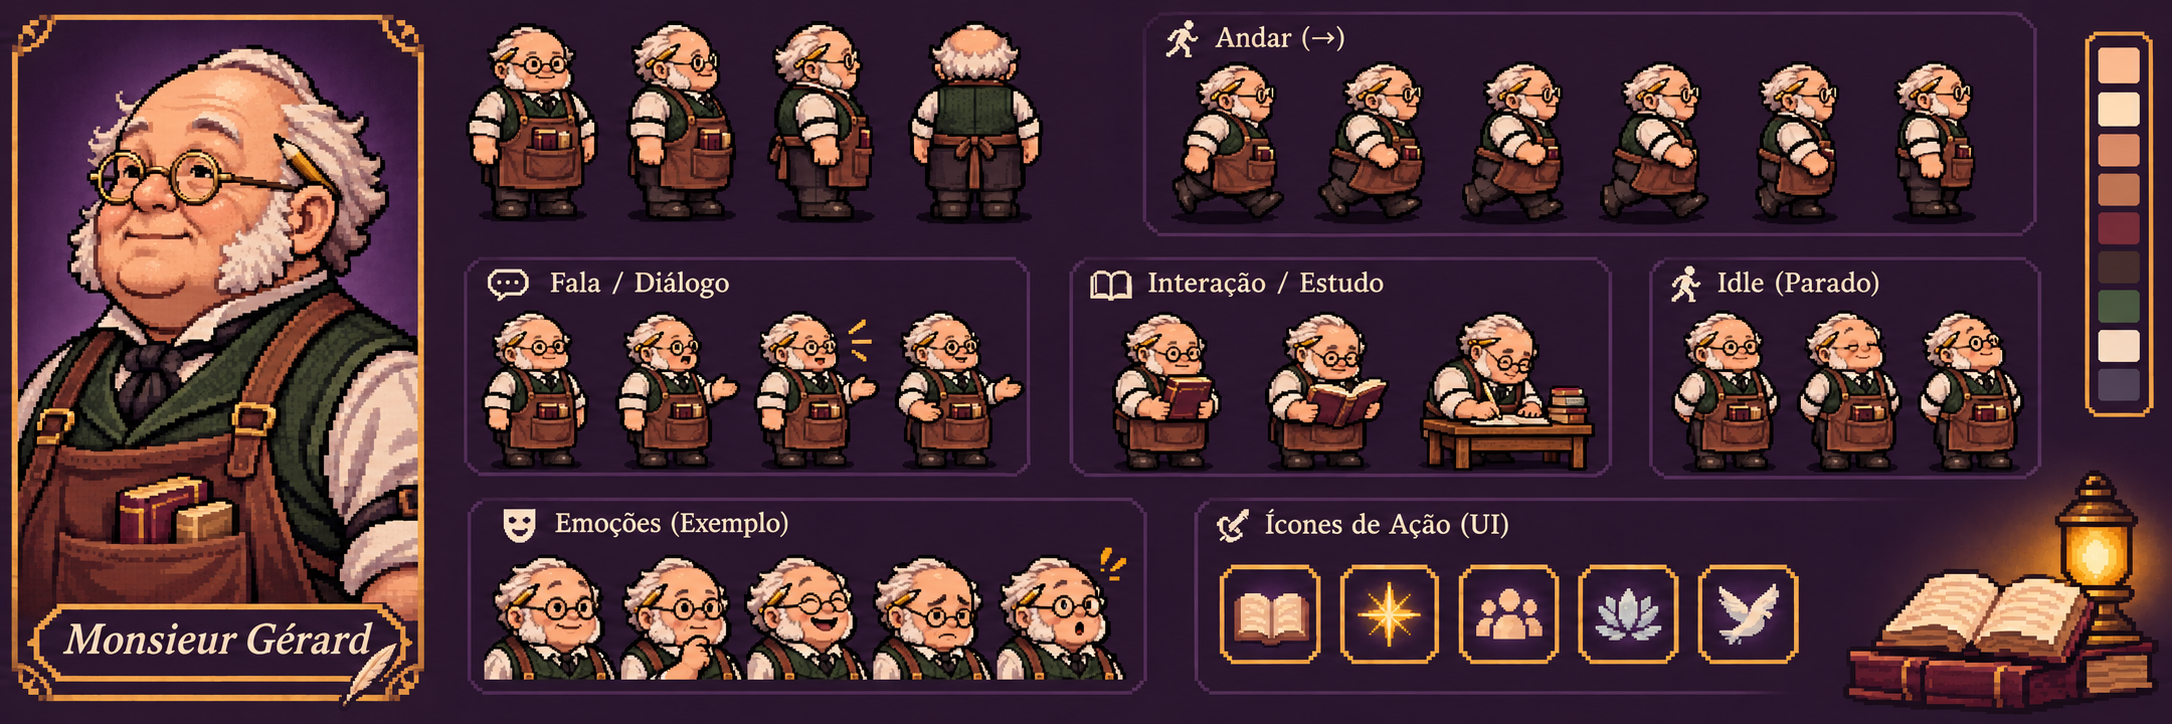 Monsieur Gérard
Andar (→)
Fala / Diálogo
Interação / Estudo
Idle (Parado)
Emoções (Exemplo)
Ícones de Ação (UI)